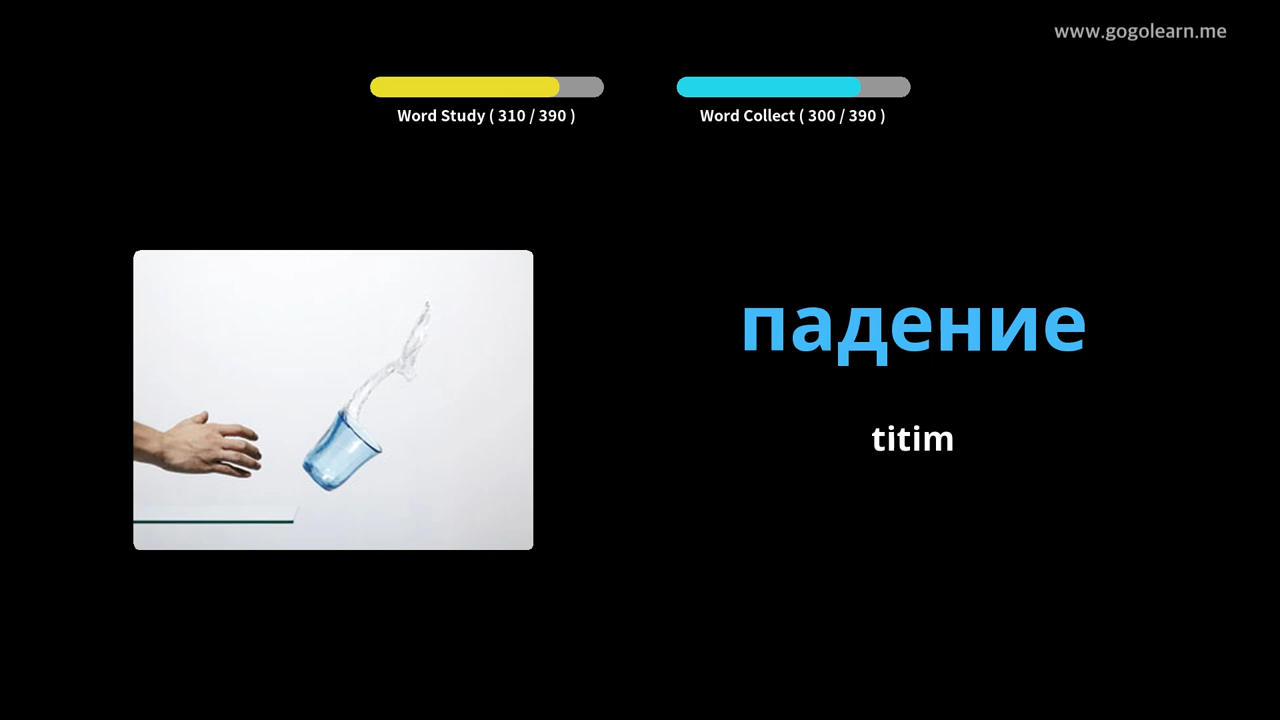 www.gogolearn.me
Word Study ( 310 / 390 )
Word Collect ( 300 / 390 )
падение
titim